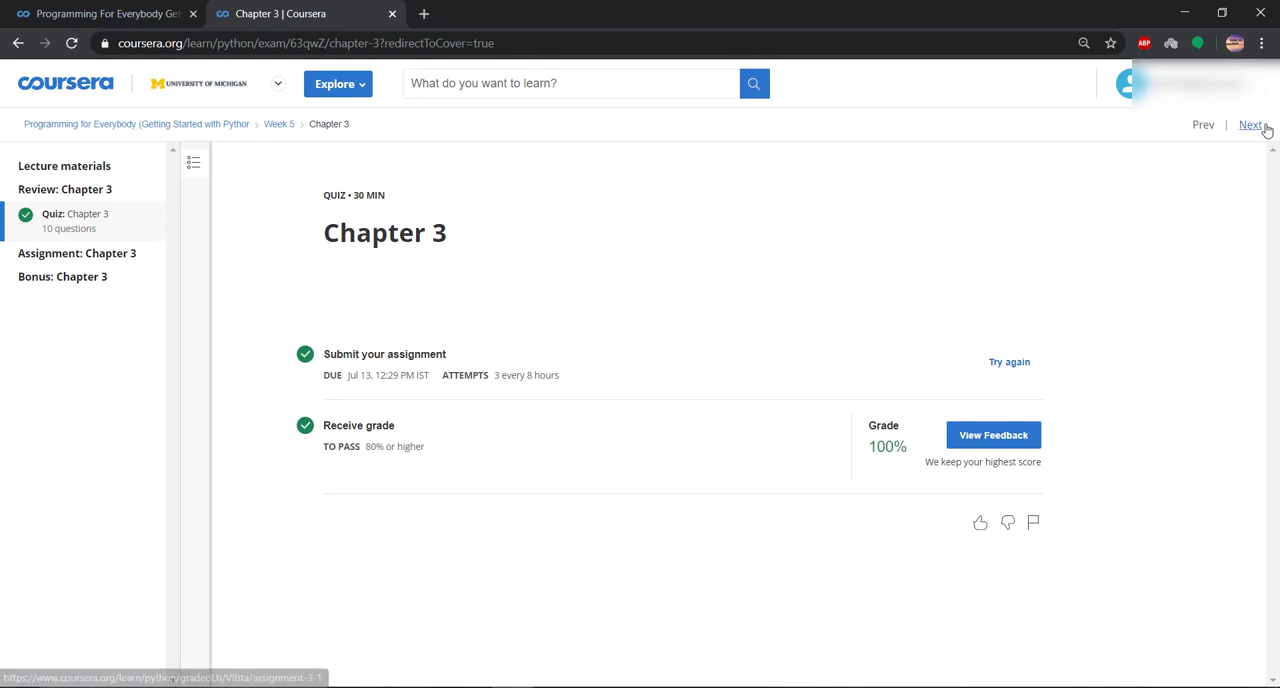 Programming For Everybody Get
Chapter 3 | Coursera
coursera.org/learn/python/exam/63qwZ/chapter-3?redirectToCover=true
ABP
coursera
M UNIVERSITY OF MICHIGAN
Explore
What do you want to learn?
Programming for Everybody (Getting Started with Python > Week 5 > Chapter 3
Prev | Next
Lecture materials
Review: Chapter 3
Quiz: Chapter 3
10 questions
Assignment: Chapter 3
Bonus: Chapter 3
QUIZ • 30 MIN
Chapter 3
Submit your assignment
DUE Jul 13, 12:29 PM IST ATTEMPTS 3 every 8 hours
Try again
Receive grade
TO PASS 80% or higher
Grade
100%
View Feedback
We keep your highest score
https://www.coursera.org/learn/python/gradedLti/Vlbta/assignment-3-1